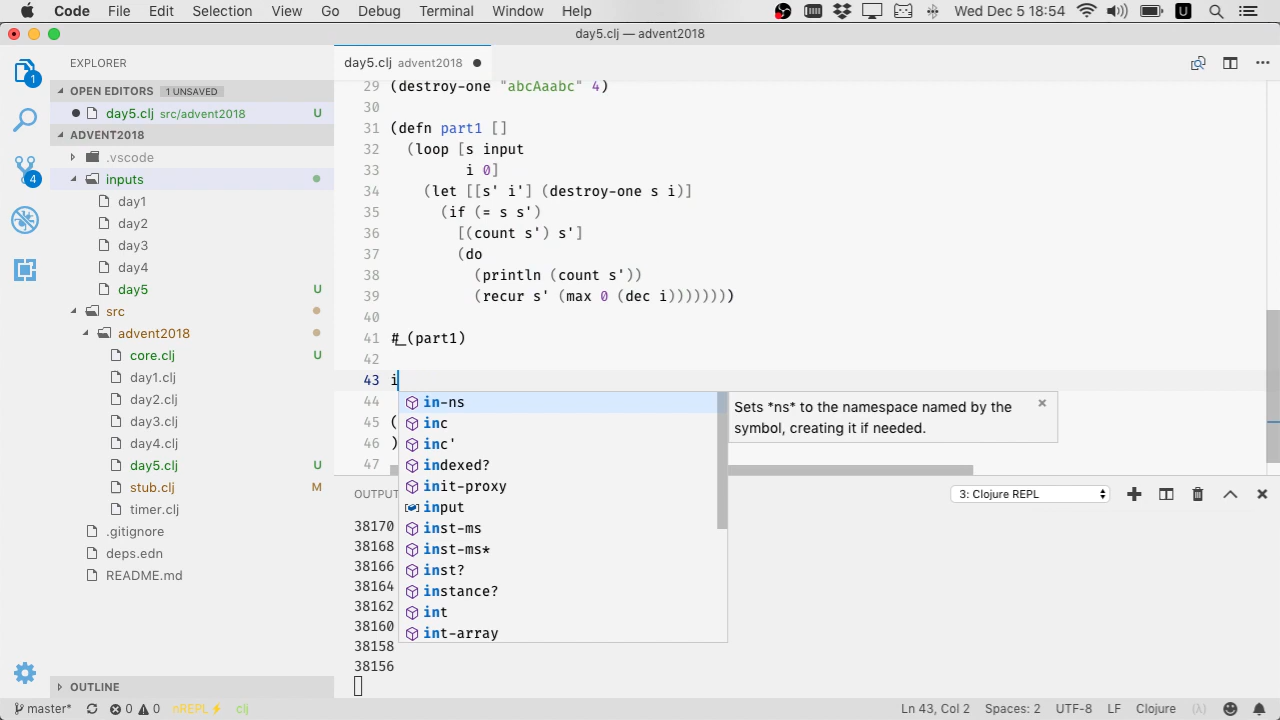 Code File Edit Selection View Go Debug Terminal Window Help Wed Dec 5 18:54 U
day5.clj — advent2018
EXPLORER
OPEN EDITORS 1 UNSAVED
day5.clj src/advent2018 U
ADVENT2018
.vscode
inputs
day1
day2
day3
day4
day5 U
src
advent2018
core.clj U
day1.clj
day2.clj
day3.clj
day4.clj
day5.clj U
stub.clj M
timer.clj
.gitignore
deps.edn
README.md
OUTLINE
1
4
day5.clj advent2018
29 (destroy-one "abcAaabc" 4)
30
31 (defn part1 []
32 (loop [s input
33 i 0]
34 (let [[s' i'] (destroy-one s i)]
35 (if (= s s')
36 [(count s') s']
37 (do
38 (println (count s'))
39 (recur s' (max 0 (dec i)))))))
40
41 #_(part1)
42
43 i
44
45 (
46 )
47
in-ns
inc
inc'
indexed?
init-proxy
input
inst-ms
inst-ms*
inst?
instance?
int
int-array
Sets *ns* to the namespace named by the
symbol, creating it if needed.
OUTPUT
3: Clojure REPL
38170
38168
38166
38164
38162
38160
38158
38156
master* 0 0 nREPL clj Ln 43, Col 2 Spaces: 2 UTF-8 LF Clojure (λ)